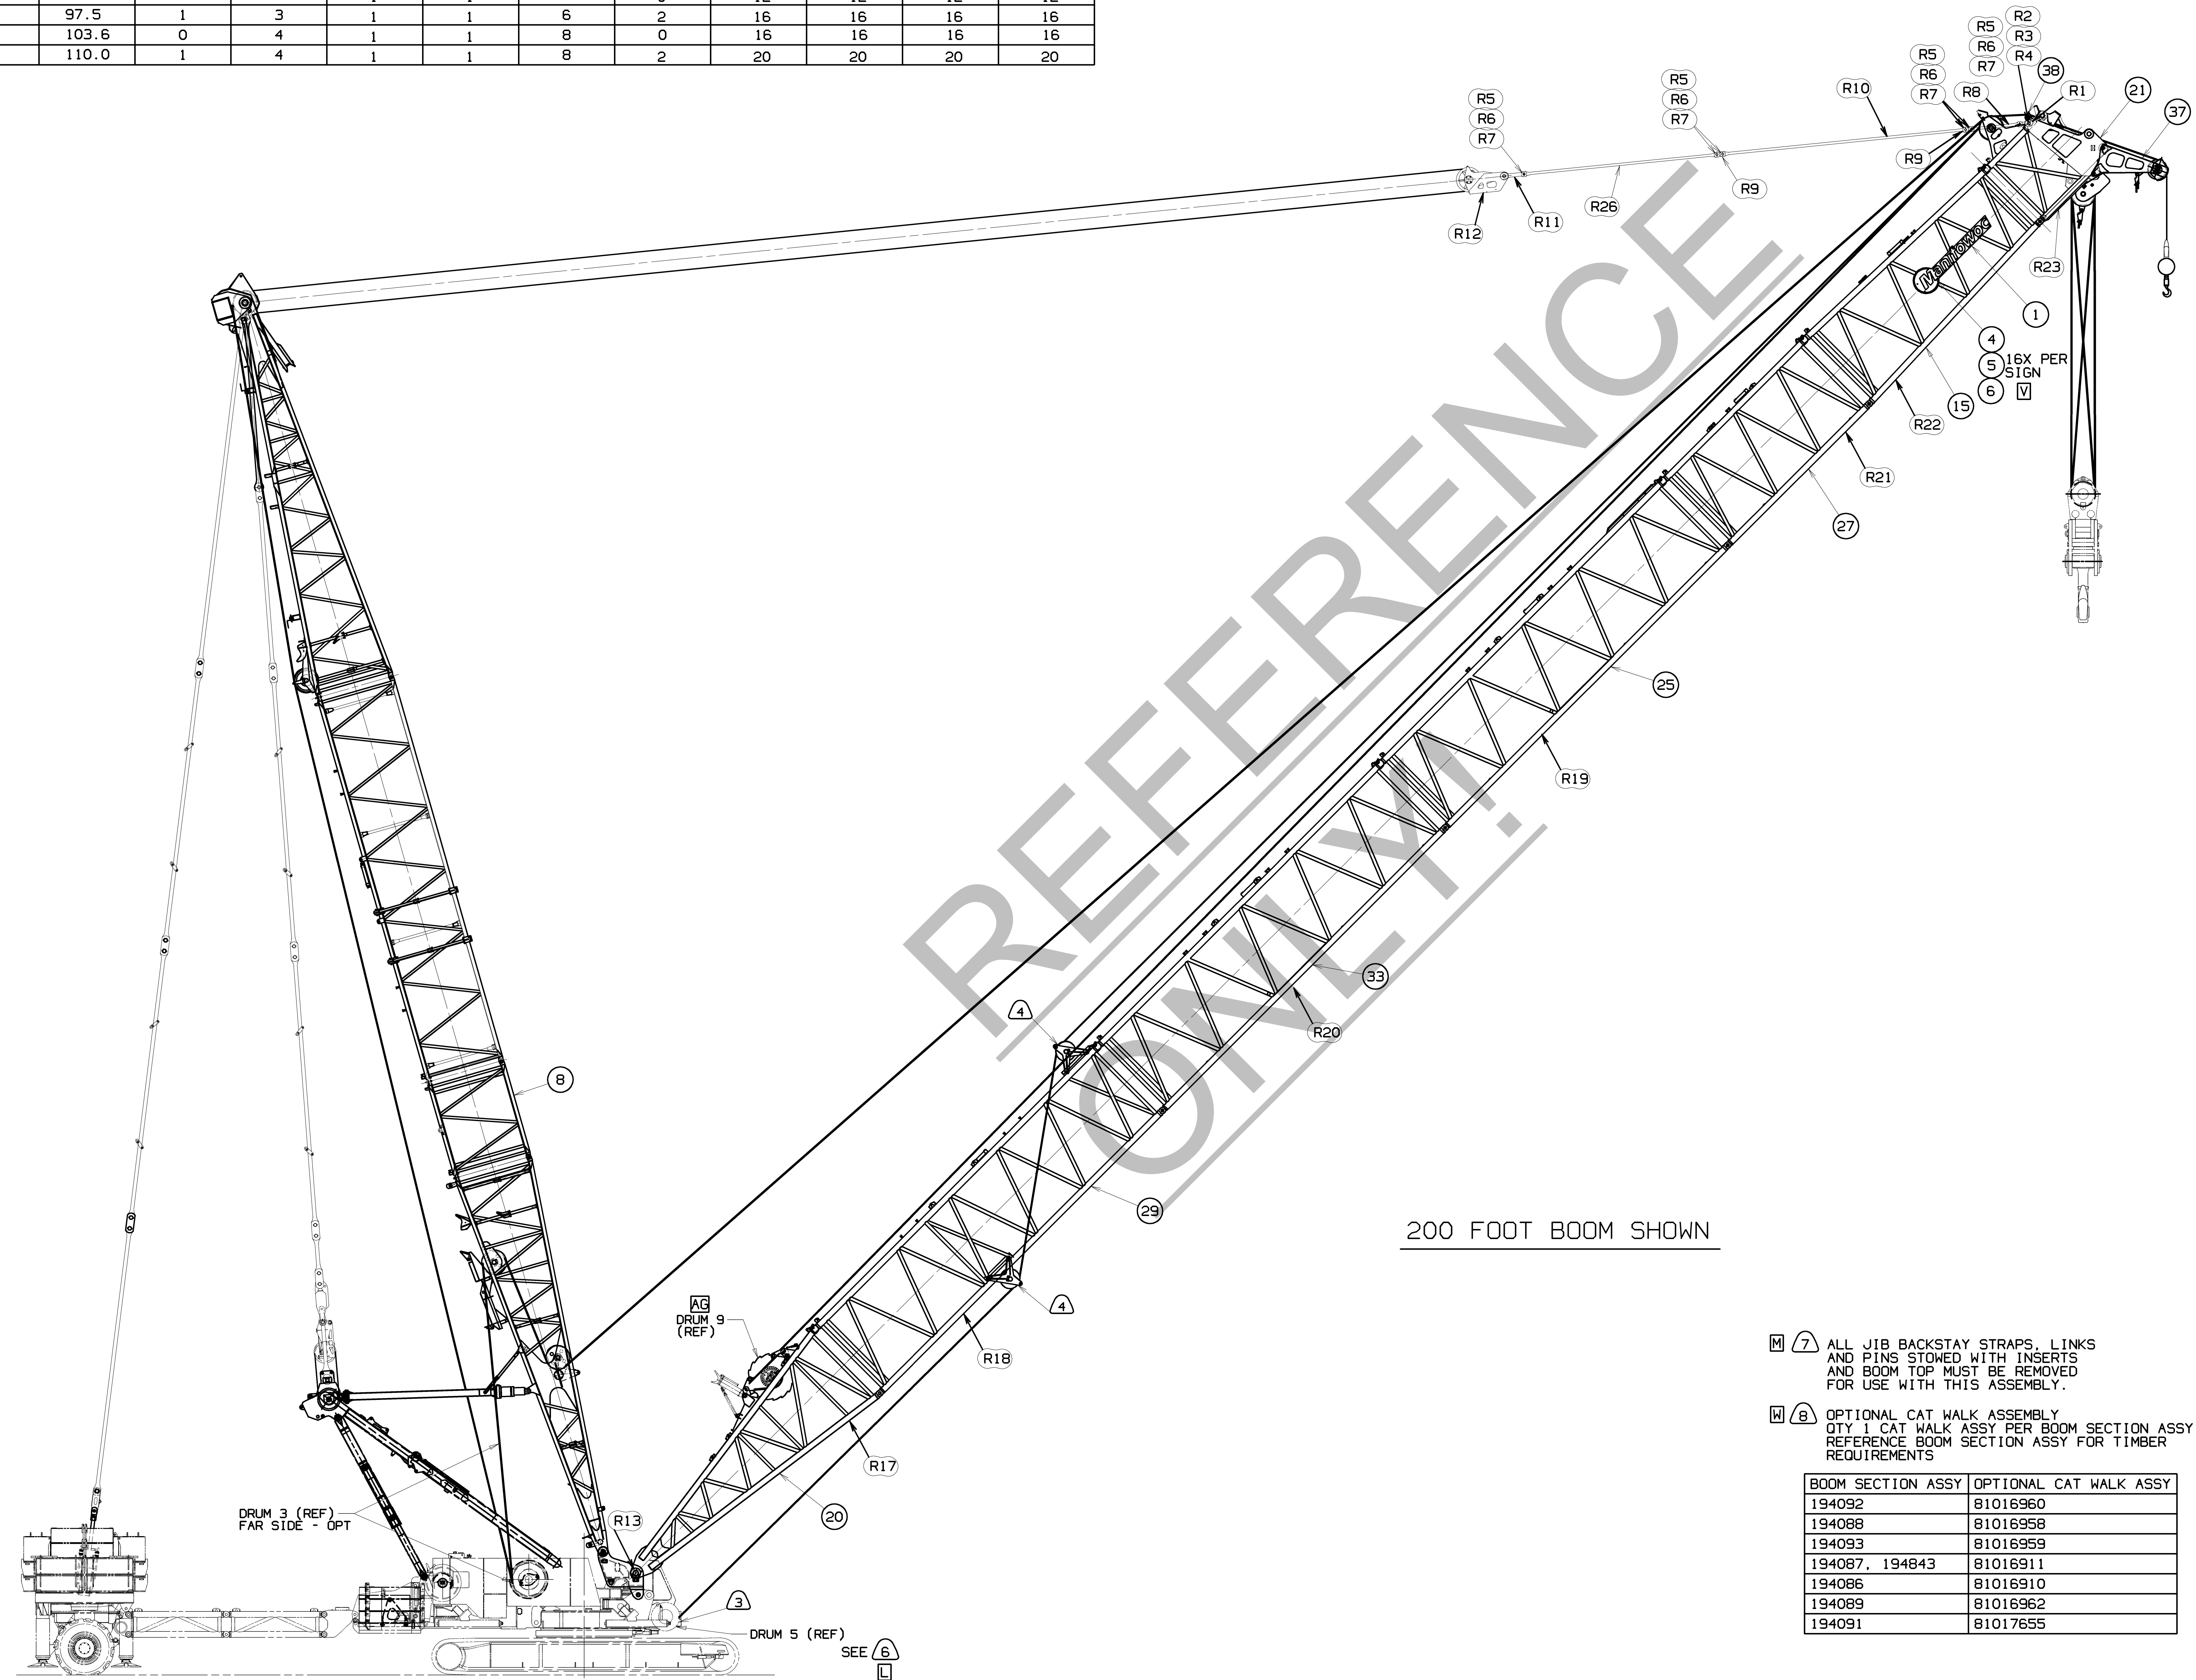 97.5 1 3 1 1 6 2 16 16 16 16
103.6 0 4 1 1 8 0 16 16 16 16
110.0 1 4 1 1 8 2 20 20 20 20
R2
R5 R3
R6 R4
R7
38
R5
R6
R7
R8
R1
21
37
R10
R5
R6
R7
R5
R6
R7
R9
R9
R26
R11
R12
R23
Manitowoc
1
4
5
6
16X PER
SIGN
V
15
R22
R21
27
25
R19
33
R20
4
8
29
4
R18
REFERENCE
ONLY!
200 FOOT BOOM SHOWN
AG
DRUM 9
(REF)
R17
20
R13
DRUM 3 (REF)
FAR SIDE - OPT
3
DRUM 5 (REF)
SEE 6
L
M 7 ALL JIB BACKSTAY STRAPS, LINKS
AND PINS STOWED WITH INSERTS
AND BOOM TOP MUST BE REMOVED
FOR USE WITH THIS ASSEMBLY.
W 8 OPTIONAL CAT WALK ASSEMBLY
QTY 1 CAT WALK ASSY PER BOOM SECTION ASSY
REFERENCE BOOM SECTION ASSY FOR TIMBER
REQUIREMENTS
BOOM SECTION ASSY OPTIONAL CAT WALK ASSY
194092 81016960
194088 81016958
194093 81016959
194087, 194843 81016911
194086 81016910
194089 81016962
194091 81017655